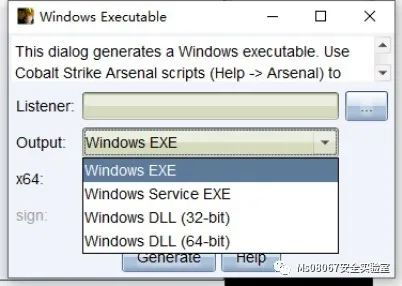 Windows Executable
This dialog generates a Windows executable. Use
Cobalt Strike Arsenal scripts (Help -> Arsenal) to
Listener:
...
Output: Windows EXE
Windows EXE
x64:
Windows Service EXE
sign:
Windows DLL (32-bit)
Windows DLL (64-bit)
Generate Help
Ms08067安全实验室